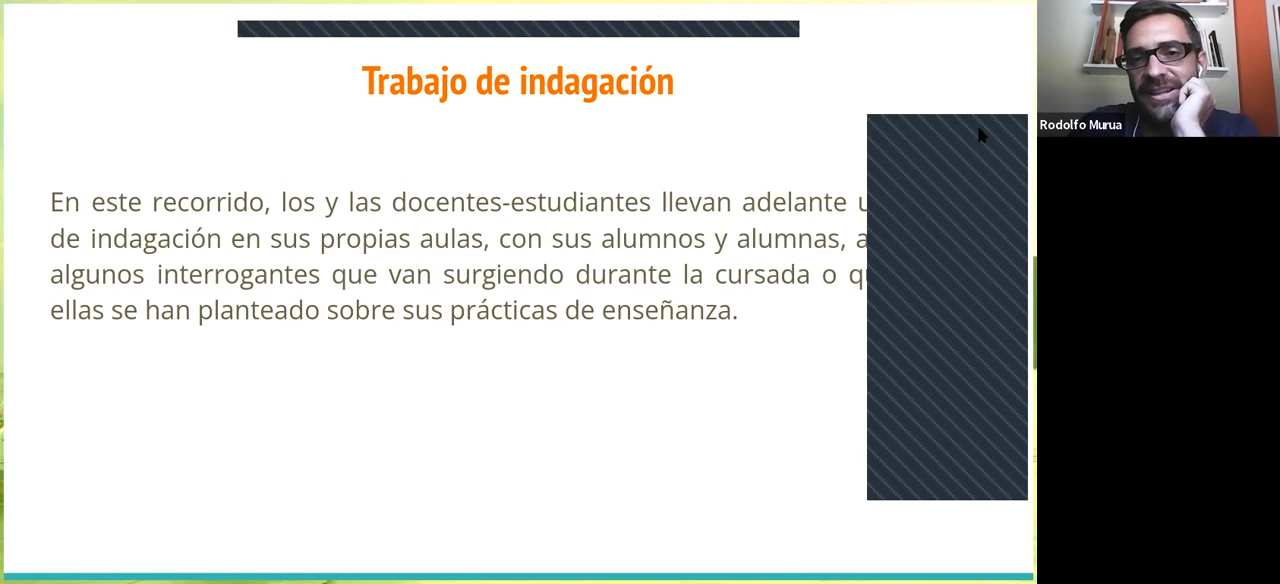 Trabajo de indagación
En este recorrido, los y las docentes-estudiantes llevan adelante
de indagación en sus propias aulas, con sus alumnos y alumnas,
algunos interrogantes que van surgiendo durante la cursada o
ellas se han planteado sobre sus prácticas de enseñanza.
Rodolfo Murua